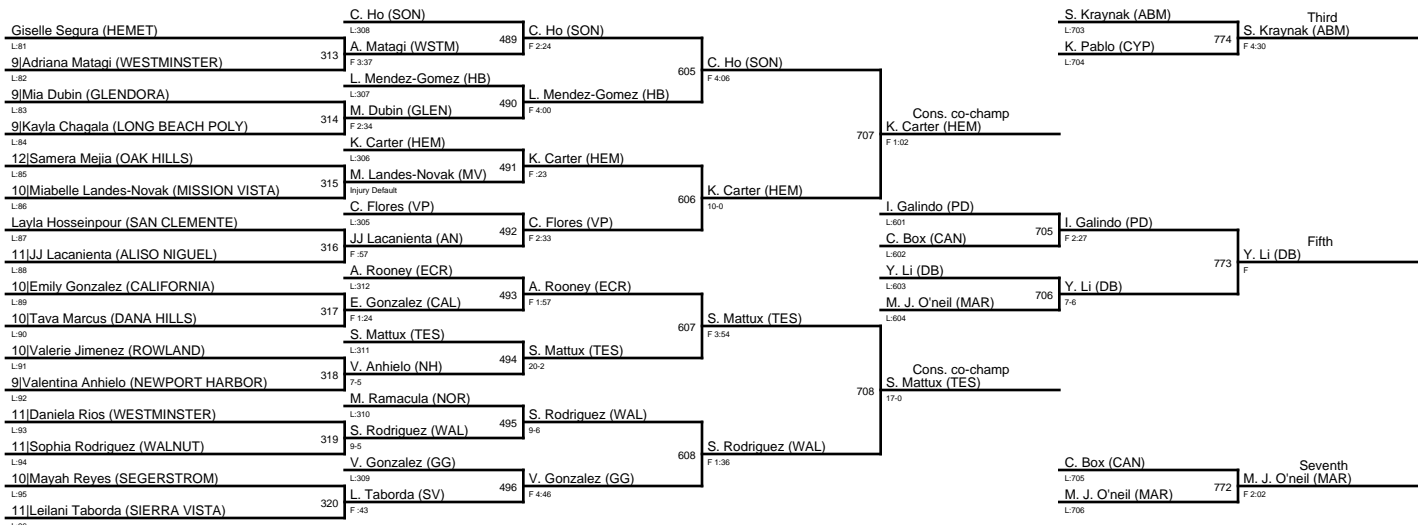 Giselle Segura (HEMET)
L:81
313
9|Adriana Matagi (WESTMINSTER)
L:82
9|Mia Dubin (GLENDORA)
L:83
314
9|Kayla Chagala (LONG BEACH POLY)
L:84
12|Samera Mejia (OAK HILLS)
L:85
315
10|Miabelle Landes-Novak (MISSION VISTA)
L:86
Layla Hosseinpour (SAN CLEMENTE)
L:87
316
11|JJ Lacanienta (ALISO NIGUEL)
L:88
10|Emily Gonzalez (CALIFORNIA)
L:89
317
10|Tava Marcus (DANA HILLS)
L:90
10|Valerie Jimenez (ROWLAND)
L:91
318
9|Valentina Anhielo (NEWPORT HARBOR)
L:92
11|Daniela Rios (WESTMINSTER)
L:93
319
11|Sophia Rodriguez (WALNUT)
L:94
10|Mayah Reyes (SEGERSTROM)
L:95
320
11|Leilani Taborda (SIERRA VISTA)
C. Ho (SON)
L:308
489
A. Matagi (WSTM)
F 3:37
L. Mendez-Gomez (HB)
L:307
490
M. Dubin (GLEN)
F 2:34
K. Carter (HEM)
L:306
491
M. Landes-Novak (MV)
Injury Default
C. Flores (VP)
L:305
492
JJ Lacanienta (AN)
F :57
A. Rooney (ECR)
L:312
493
E. Gonzalez (CAL)
F 1:24
S. Mattux (TES)
L:311
494
V. Anhielo (NH)
7-5
M. Ramacula (NOR)
L:310
495
S. Rodriguez (WAL)
9-5
V. Gonzalez (GG)
L:309
496
L. Taborda (SV)
F :43
C. Ho (SON)
F 2:24
605
L. Mendez-Gomez (HB)
F 4:00
K. Carter (HEM)
F :23
606
C. Flores (VP)
F 2:33
A. Rooney (ECR)
F 1:57
607
S. Mattux (TES)
20-2
S. Rodriguez (WAL)
9-6
608
V. Gonzalez (GG)
F 4:46
C. Ho (SON)
F 4:06
707
K. Carter (HEM)
10-0
S. Mattux (TES)
F 3:54
708
S. Rodriguez (WAL)
F 1:36
Cons. co-champ
K. Carter (HEM)
F 1:02
I. Galindo (PD)
L:601
705
C. Box (CAN)
L:602
Y. Li (DB)
L:603
706
M. J. O'neil (MAR)
L:604
Cons. co-champ
S. Mattux (TES)
17-0
S. Kraynak (ABM)
L:703
774
K. Pablo (CYP)
L:704
Third
S. Kraynak (ABM)
F 4:30
I. Galindo (PD)
F 2:27
773
Y. Li (DB)
7-6
Fifth
Y. Li (DB)
F
C. Box (CAN)
L:705
772
M. J. O'neil (MAR)
L:706
Seventh
M. J. O'neil (MAR)
F 2:02